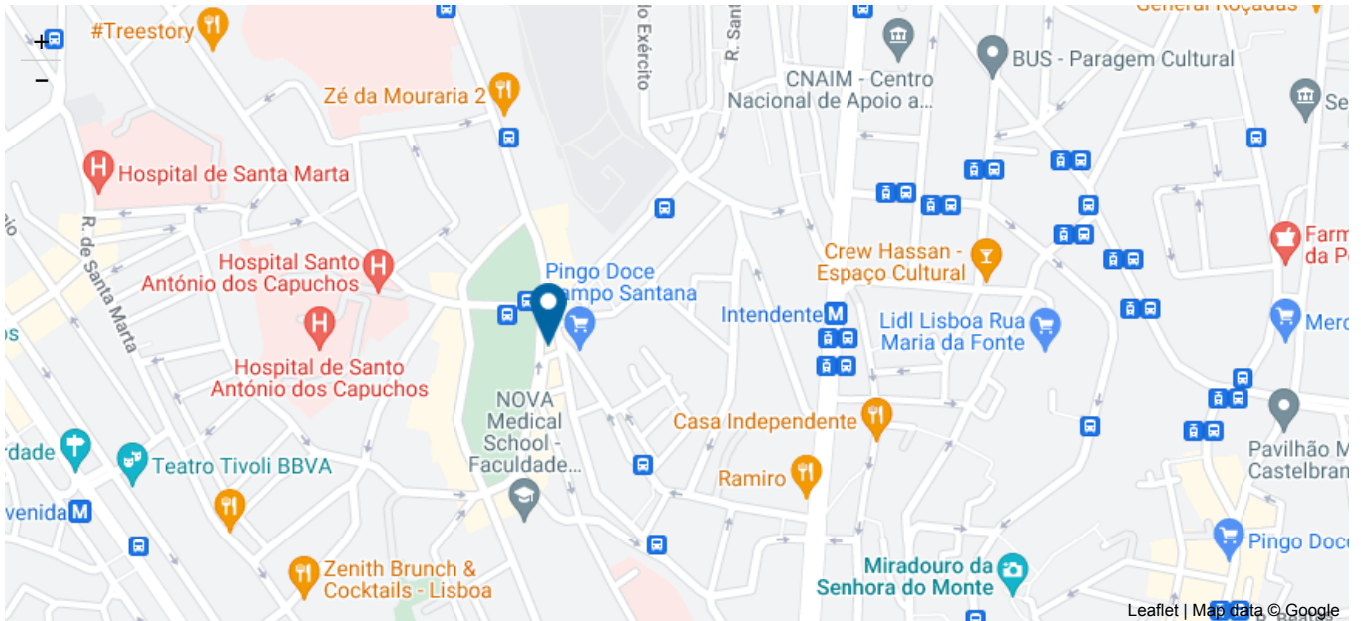 General Roçadas
#Treestory
+
−
do Exército
BUS - Paragem Cultural
CNAIM - Centro
Nacional de Apoio a...
Zé da Mouraria 2
Se
Hospital de Santa Marta
R. de Santa Marta
Hospital Santo
António dos Capuchos
Crew Hassan -
Espaço Cultural
Farm
da P
Pingo Doce
ampo Santana
Intendente
M
Lidl Lisboa Rua
Maria da Fonte
Merc
Hospital de Santo
António dos Capuchos
NOVA
Medical
School -
Faculdade...
Casa Independente
Pavilhão M
Castelbran
rdade
Teatro Tivoli BBVA
Ramiro
venida
M
Zenith Brunch &
Cocktails - Lisboa
Miradouro da
Senhora do Monte
Pingo Doc
Leaflet | Map data © Google